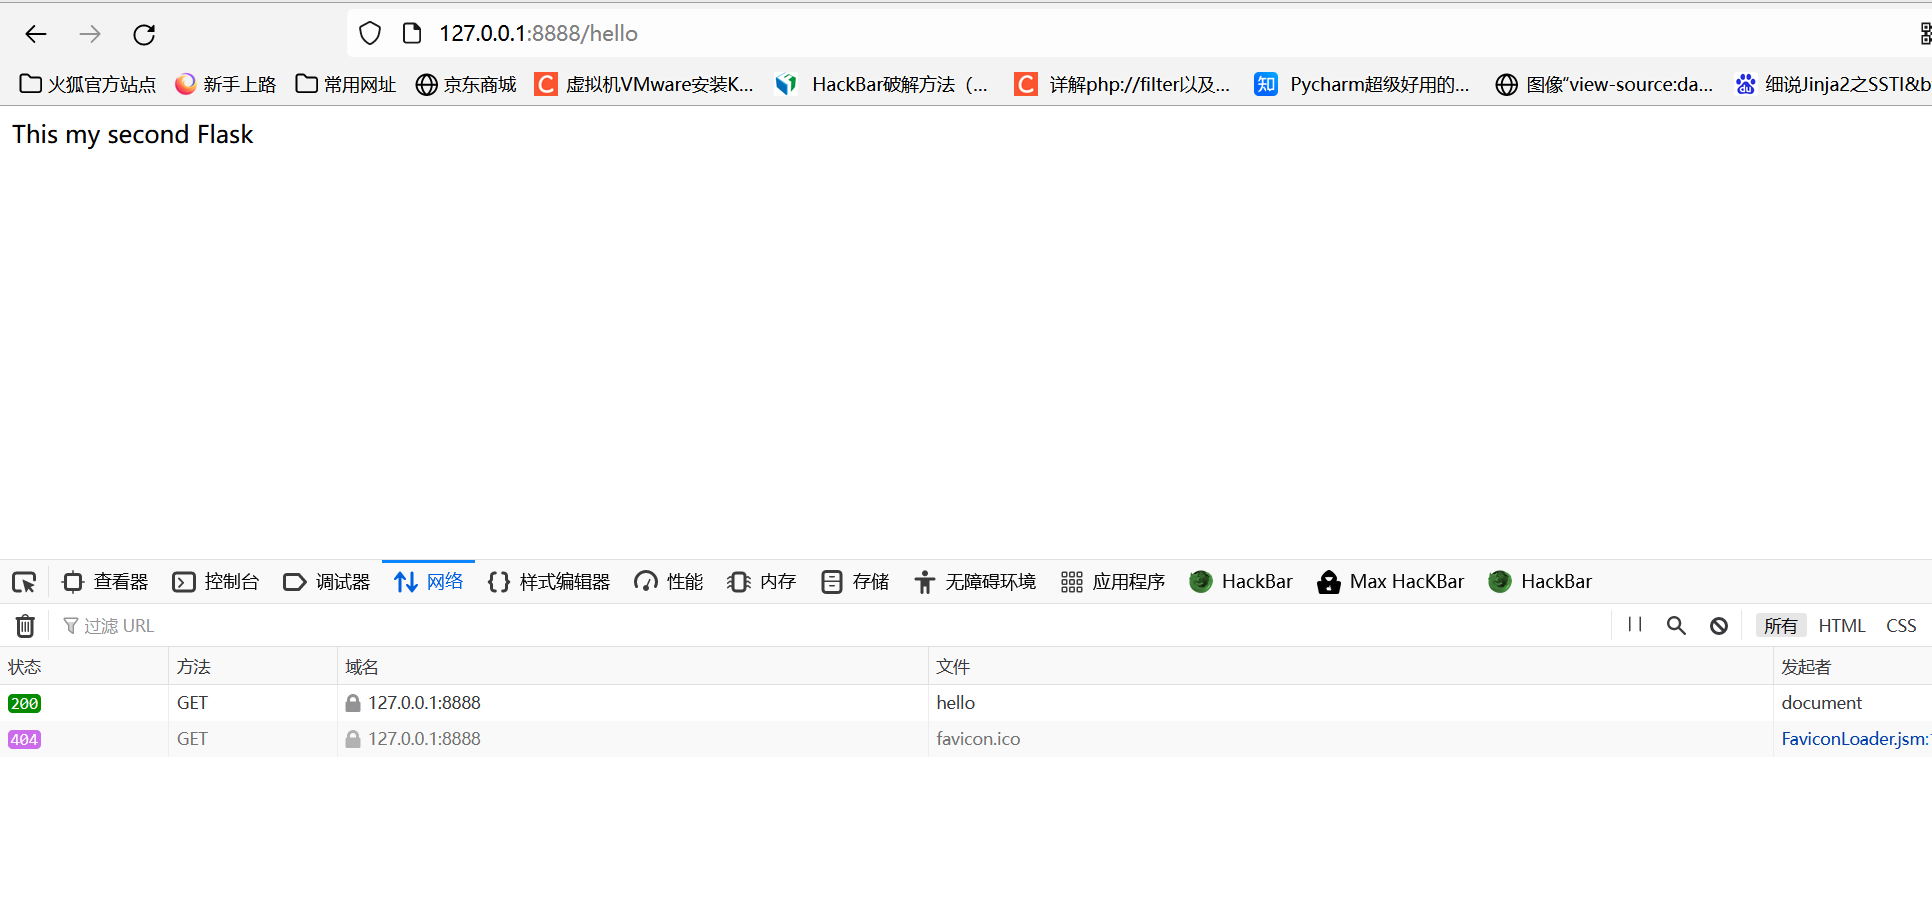 127.0.0.1:8888/hello
火狐官方站点 新手上路 常用网址 京东商城 虚拟机VMware安装K... HackBar破解方法（... 详解php://filter以及... 知 Pycharm超级好用的... 图像“view-source:da... 细说Jinja2之SSTI&b
This my second Flask
查看器 控制台 调试器 网络 样式编辑器 性能 内存 存储 无障碍环境 应用程序 HackBar Max HacKBar HackBar
过滤 URL 所有 HTML CSS
状态 方法 域名 文件 发起者
200 GET 127.0.0.1:8888 hello document
404 GET 127.0.0.1:8888 favicon.ico FaviconLoader.jsm: